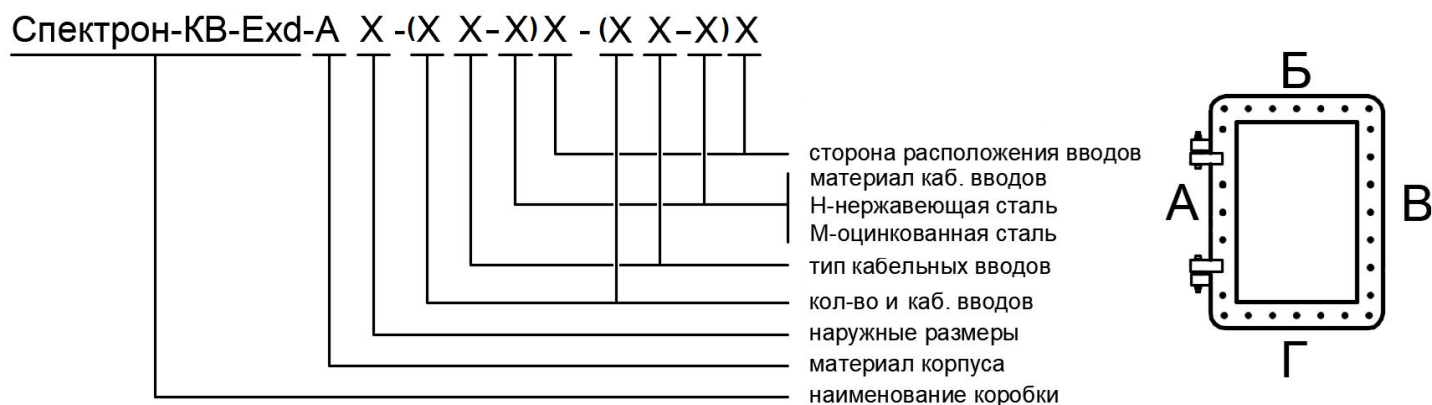 Спектрон-КВ-Exd-А Х -(Х Х-Х)Х - (Х Х-Х)Х
сторона расположения вводов
материал каб. вводов
Н-нержавеющая сталь
М-оцинкованная сталь
тип кабельных вводов
кол-во и каб. вводов
наружные размеры
материал корпуса
наименование коробки
Б
А
В
Г